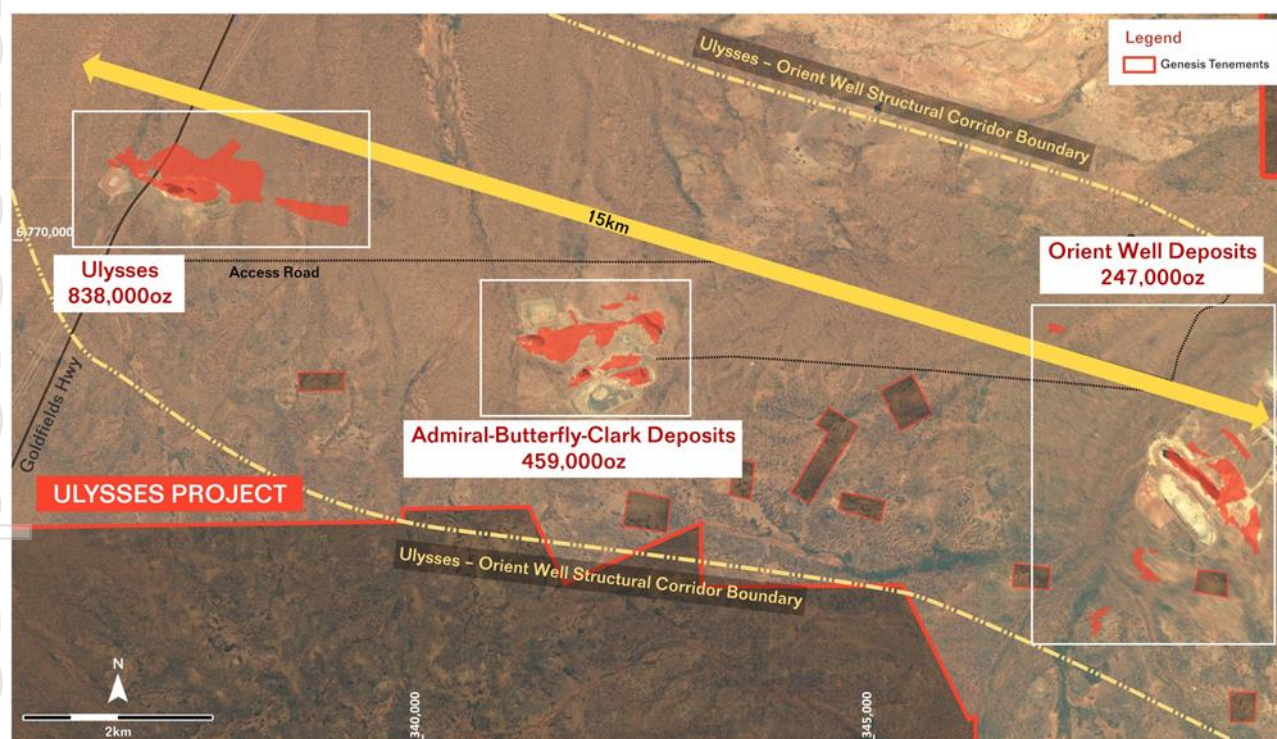 Ulysses – Orient Well Structural Corridor Boundary
Legend
Genesis Tenements
15km
6,770,000
Access Road
Ulysses
838,000oz
Orient Well Deposits
247,000oz
Goldfields Hwy
Admiral-Butterfly-Clark Deposits
459,000oz
ULYSSES PROJECT
Ulysses – Orient Well Structural Corridor Boundary
N
2km
340,000
345,000